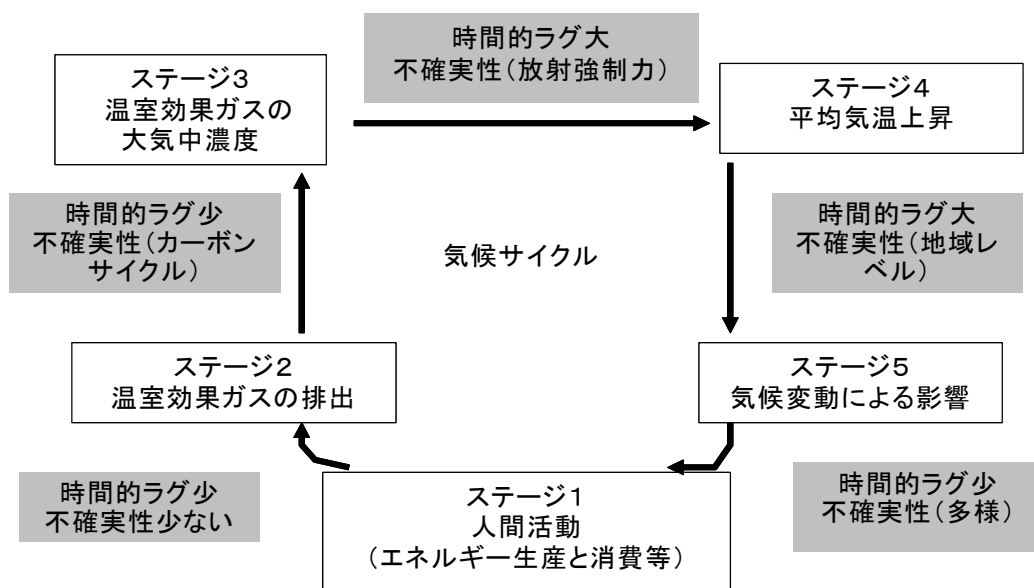 時間的ラグ大
不確実性(放射強制力)
ステージ3
温室効果ガスの
大気中濃度
ステージ4
平均気温上昇
時間的ラグ少
不確実性(カーボン
サイクル)
気候サイクル
時間的ラグ大
不確実性(地域レ
ベル)
ステージ2
温室効果ガスの排出
ステージ5
気候変動による影響
時間的ラグ少
不確実性少ない
ステージ1
人間活動
(エネルギー生産と消費等)
時間的ラグ少
不確実性(多様)